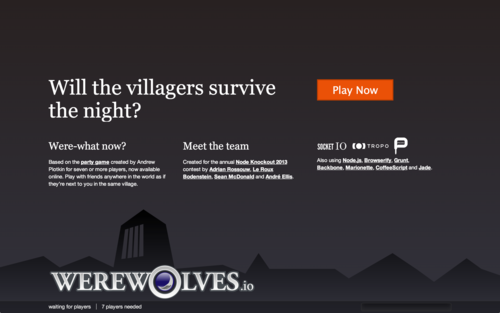 Will the villagers survive
the night?
Play Now
Were-what now?
Based on the party game created by Andrew
Plotkin for seven or more players, now available
online. Play with friends anywhere in the world as if
they're next to you in the same village.
Meet the team
Created for the annual Node Knockout 2013
contest by Adrian Rossouw, Le Roux
Bodenstein, Sean McDonald and André Ellis.
SOCKET IO TROPO
Also using Node.js, Browserify, Grunt,
Backbone, Marionette, CoffeeScript and Jade.
WEREWOLVES.io
waiting for players | 7 players needed